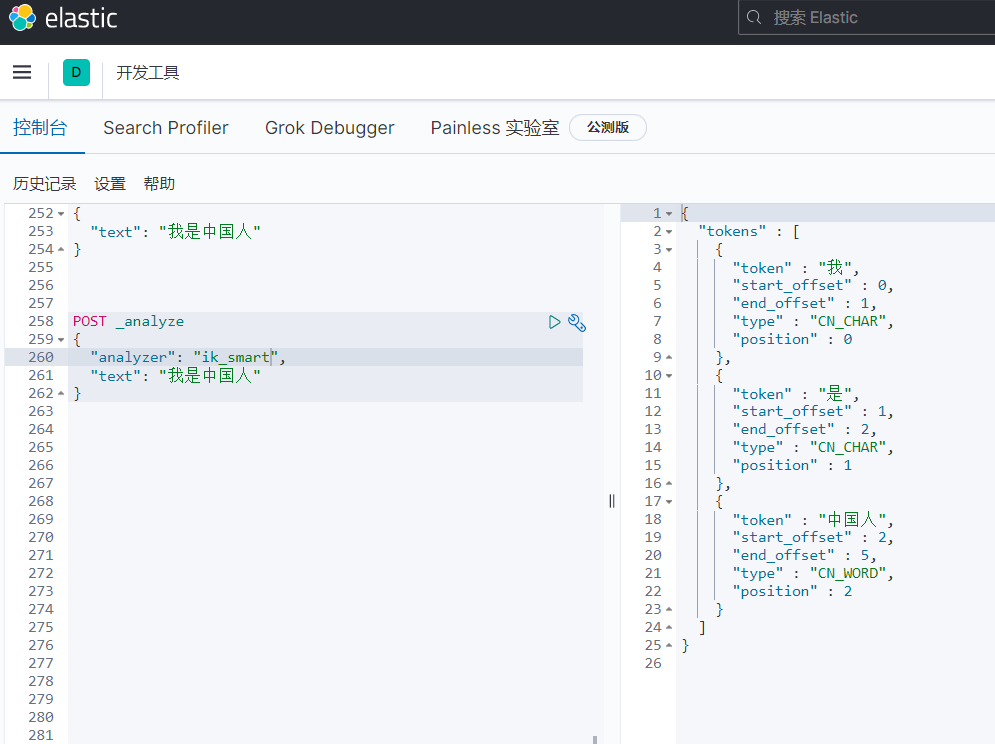 elastic
搜索 Elastic
D
开发工具
控制台
Search Profiler
Grok Debugger
Painless 实验室
公测版
历史记录 设置 帮助
252 {
253 "text": "我是中国人"
254 }
255
256
257
258 POST _analyze
259 {
260 "analyzer": "ik_smart",
261 "text": "我是中国人"
262 }
263
264
265
266
267
268
269
270
271
272
273
274
275
276
277
278
279
280
281
1 {
2 "tokens" : [
3 {
4 "token" : "我",
5 "start_offset" : 0,
6 "end_offset" : 1,
7 "type" : "CN_CHAR",
8 "position" : 0
9 },
10 {
11 "token" : "是",
12 "start_offset" : 1,
13 "end_offset" : 2,
14 "type" : "CN_CHAR",
15 "position" : 1
16 },
17 {
18 "token" : "中国人",
19 "start_offset" : 2,
20 "end_offset" : 5,
21 "type" : "CN_WORD",
22 "position" : 2
23 }
24 ]
25 }
26